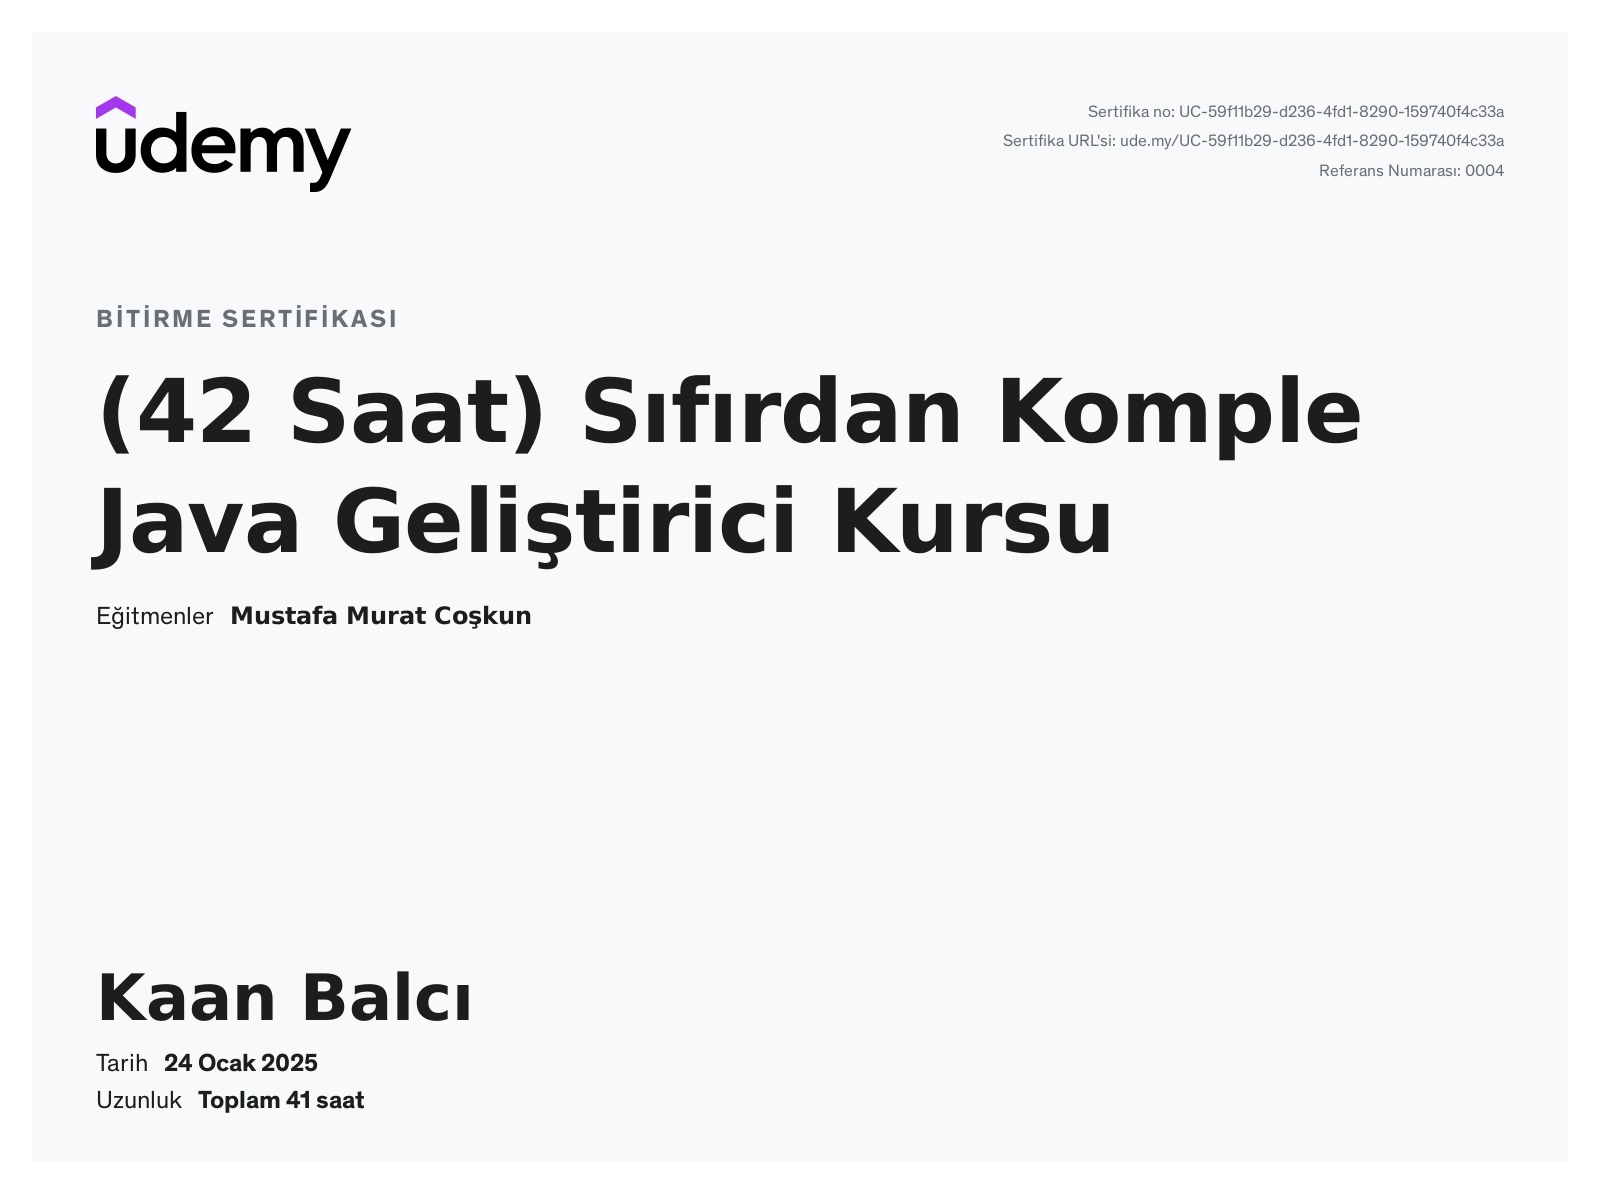 udemy
Sertifika no: UC-59f11b29-d236-4fd1-8290-159740f4c33a
Sertifika URL'si: ude.my/UC-59f11b29-d236-4fd1-8290-159740f4c33a
Referans Numarası: 0004
BİTİRME SERTİFİKASI
(42 Saat) Sıfırdan Komple
Java Geliştirici Kursu
Eğitmenler Mustafa Murat Coşkun
Kaan Balcı
Tarih 24 Ocak 2025
Uzunluk Toplam 41 saat